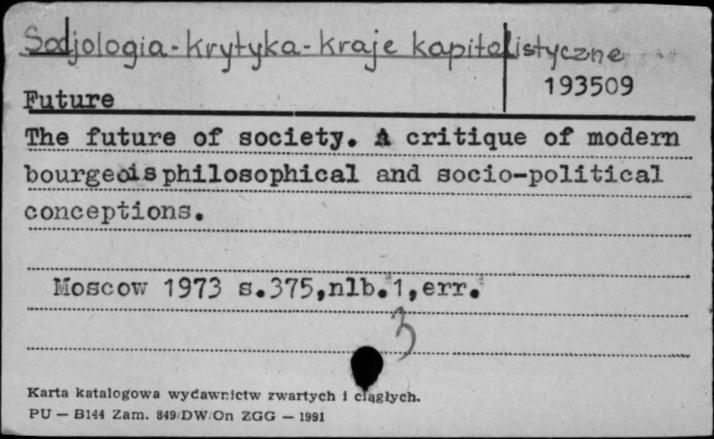 Socjologia - krytyka - kraje kapitalistyczne
193509
Future
The future of society. A critique of modern
bourgeois philosophical and socio-political
conceptions.
Moscow 1973 s.375,nlb.1,err.
3
Karta katalogowa wydawnictw zwartych i ciągłych.
PU — B144 Zam. 849/DW/On ZGG — 1991